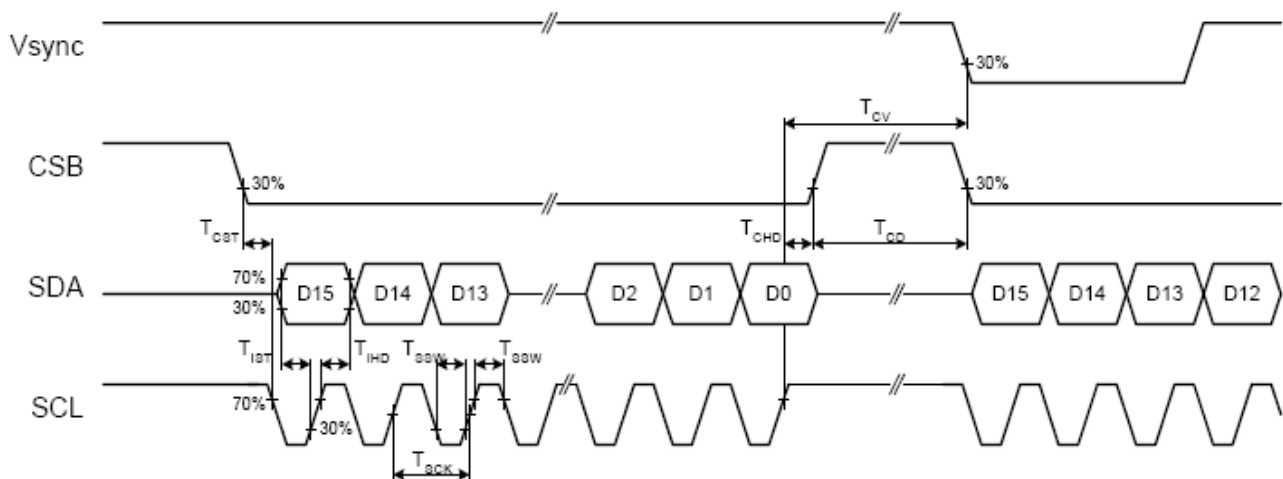 Vsync
30%
T_CV
CSB
30%
30%
T_CST
T_CHD
T_CD
SDA
70%
30%
D15 D14 D13 D2 D1 D0 D15 D14 D13 D12
T_IST T_IHD T_SSW T_SSW
SCL
70%
30%
T_SCK